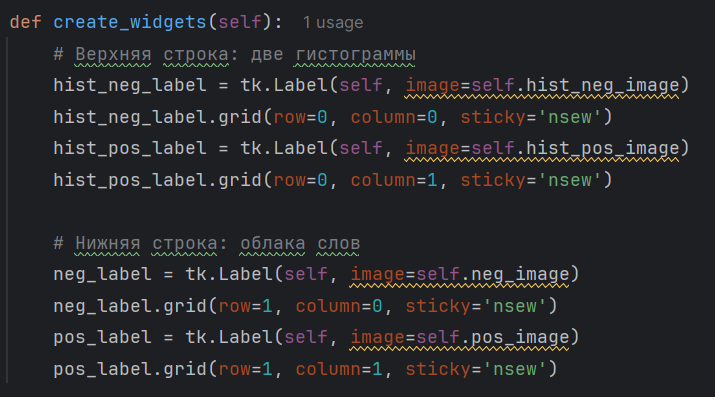 def create_widgets(self): 1 usage
# Верхняя строка: две гистограммы
hist_neg_label = tk.Label(self, image=self.hist_neg_image)
hist_neg_label.grid(row=0, column=0, sticky='nsew')
hist_pos_label = tk.Label(self, image=self.hist_pos_image)
hist_pos_label.grid(row=0, column=1, sticky='nsew')
# Нижняя строка: облака слов
neg_label = tk.Label(self, image=self.neg_image)
neg_label.grid(row=1, column=0, sticky='nsew')
pos_label = tk.Label(self, image=self.pos_image)
pos_label.grid(row=1, column=1, sticky='nsew')